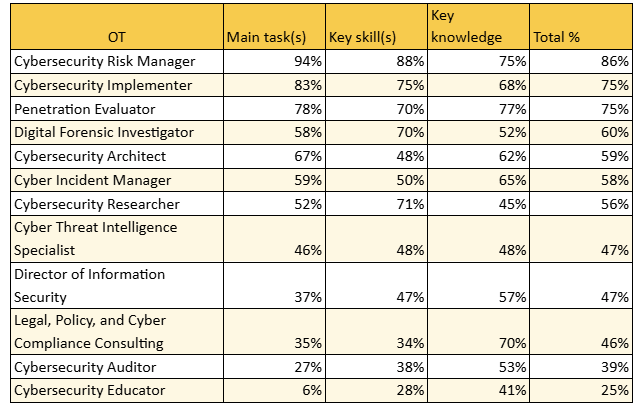 OT Main task(s) Key skill(s) Key knowledge Total %
Cybersecurity Risk Manager 94% 88% 75% 86%
Cybersecurity Implementer 83% 75% 68% 75%
Penetration Evaluator 78% 70% 77% 75%
Digital Forensic Investigator 58% 70% 52% 60%
Cybersecurity Architect 67% 48% 62% 59%
Cyber Incident Manager 59% 50% 65% 58%
Cybersecurity Researcher 52% 71% 45% 56%
Cyber Threat Intelligence
Specialist 46% 48% 48% 47%
Director of Information
Security 37% 47% 57% 47%
Legal, Policy, and Cyber
Compliance Consulting 35% 34% 70% 46%
Cybersecurity Auditor 27% 38% 53% 39%
Cybersecurity Educator 6% 28% 41% 25%